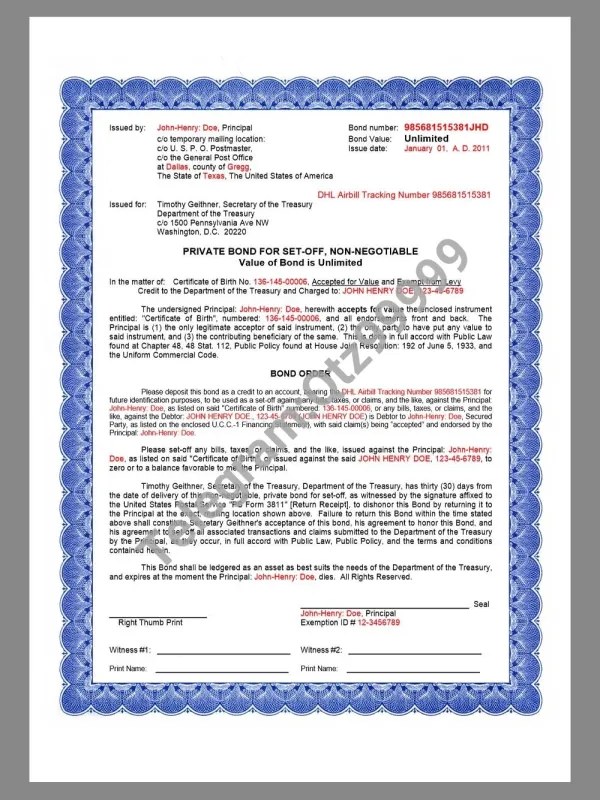 Issued by: John-Henry: Doe, Principal
c/o temporary mailing location:
c/o U. S. P. O. Postmaster,
c/o the General Post Office
at Dallas, county of Gregg,
The State of Texas, The United States of America
Bond number: 985681515381JHD
Bond Value: Unlimited
Issue date: January 01, A. D. 2011
DHL Airbill Tracking Number 985681515381
Issued for: Timothy Geithner, Secretary of the Treasury
Department of the Treasury
c/o 1500 Pennsylvania Ave NW
Washington, D.C. 20220
PRIVATE BOND FOR SET-OFF, NON-NEGOTIABLE
Value of Bond is Unlimited
In the matter of: Certificate of Birth No. 136-145-00006, Accepted for Value and Exempt from Levy
Credit to the Department of the Treasury and Charged to: JOHN HENRY DOE, 123-45-6789
The undersigned Principal: John-Henry: Doe, herewith accepts for value the enclosed instrument
entitled: "Certificate of Birth", numbered: 136-145-00006, and all endorsements front and back. The
Principal is (1) the only legitimate acceptor of said instrument, (2) the only party to have put any value to
said instrument, and (3) the contributing beneficiary of the same. This is done in full accord with Public Law
found at Chapter 48, 48 Stat. 112, Public Policy found at House Joint Resolution: 192 of June 5, 1933, and
the Uniform Commercial Code.
BOND ORDER
Please deposit this bond as a credit to an account, bearing the DHL Airbill Tracking Number 985681515381 for
future identification purposes, to be used as a set-off against any bills, taxes, or claims, and the like, against the Principal:
John-Henry: Doe, as listed on said "Certificate of Birth" numbered: 136-145-00006, or any bills, taxes, claims, and the
like, against the Debtor: JOHN HENRY DOE., 123-45-6789 (JOHN HENRY DOE) is Debtor to John-Henry: Doe, Secured
Party, as listed on the enclosed U.C.C.-1 Financing Statement), with said claim(s) being "accepted" and endorsed by the
Principal: John-Henry: Doe.
Please set-off any bills, taxes, or claims, and the like, issued against the Principal: John-Henry:
Doe, as listed on said "Certificate of Birth", or issued against the said JOHN HENRY DOE, 123-45-6789, to
zero or to a balance favorable to me, the Principal.
Timothy Geithner, Secretary of the Treasury, Department of the Treasury, has thirty (30) days from
the date of delivery of this non-negotiable, private bond for set-off, as witnessed by the signature affixed to
the United States Postal Service "PS Form 3811" [Return Receipt], to dishonor this Bond by returning it to
the Principal at the exact, mailing location shown above. Failure to return this Bond within the time stated
above shall constitute Secretary Geithner's acceptance of this bond, his agreement to honor this Bond, and
his agreement to set-off all associated transactions and claims submitted to the Department of the Treasury
by the Principal, as they occur, in full accord with Public Law, Public Policy, and the terms and conditions
contained herein.
This Bond shall be ledgered as an asset as best suits the needs of the Department of the Treasury,
and expires at the moment the Principal: John-Henry: Doe, dies. All Rights Reserved.
Seal
Right Thumb Print
John-Henry: Doe, Principal
Exemption ID # 12-3456789
Witness #1:
Witness #2:
Print Name:
Print Name: